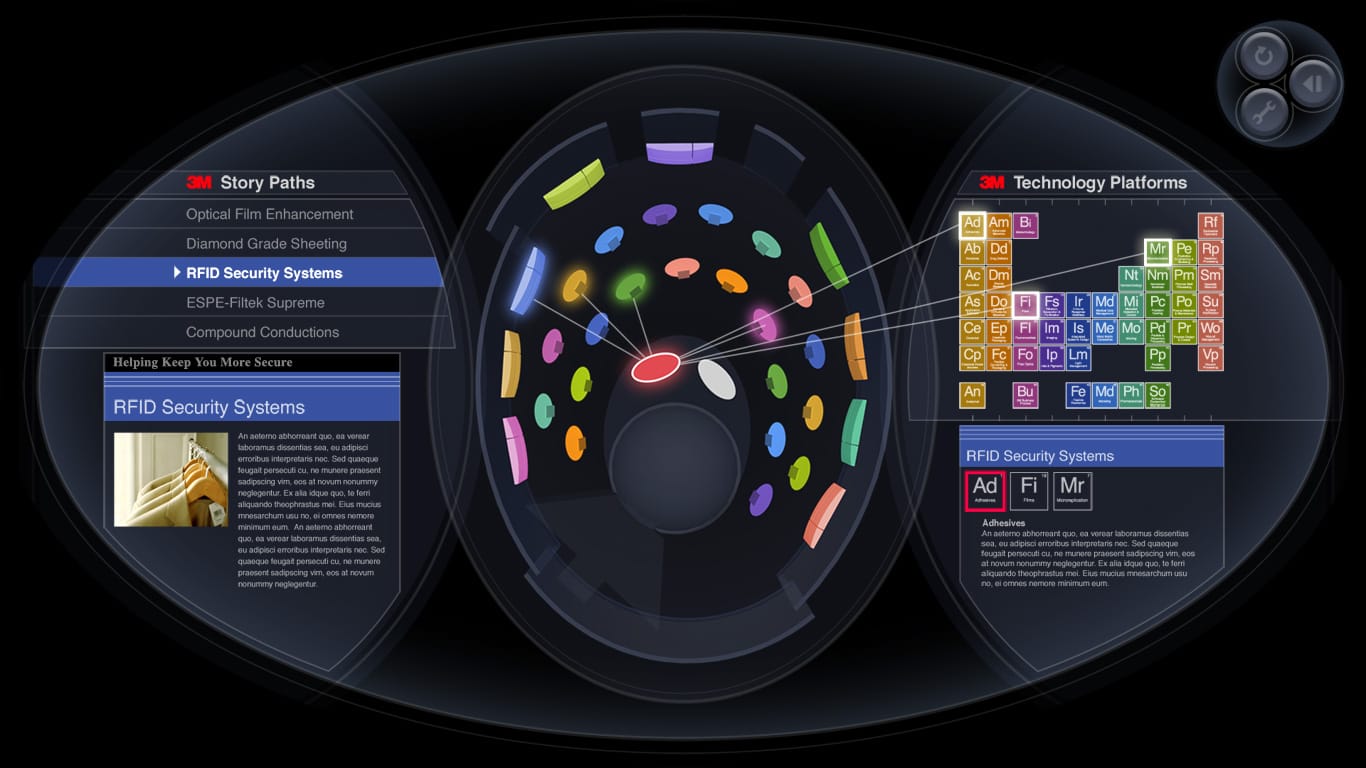 3M Story Paths
Optical Film Enhancement
Diamond Grade Sheeting
RFID Security Systems
ESPE-Filtek Supreme
Compound Conductions
Helping Keep You More Secure
RFID Security Systems
An aeterno abhorreant quo, ea verear
laboramus dissentias sea, eu adipisci
erroribus interpretaris nec. Sed quaeque
feugait persecuti cu, ne munere praesent
sadipscing vim, eos at novum nonummy
neglegentur. Ex alia idque quo, te ferri
aliquando theophrastus mei. Eius mucius
mnesarchum usu no, ei omnes nemore
minimum eum. An aeterno abhorreant
quo, ea verear laboramus dissentias sea,
eu adipisci erroribus interpretaris nec. Sed
quaeque feugait persecuti cu, ne munere
praesent sadipscing vim, eos at novum
nonummy neglegentur.
3M Technology Platforms
Ad Am Bi Rf
Ab Dd Mr Pe Rp
Ac Dm Nt Nm Pm Sm
As Do Fi Fs Ir Md Mi Pc Po Su
Ce Ep Fl Im Is Me Mo Pd Pr Wo
Cp Fc Fo Ip Lm Pp Vp
An Bu Fe Md Ph So
RFID Security Systems
Ad Fi Mr
Adhesives Films Microreplication
Adhesives
An aeterno abhorreant quo, ea verear laboramus dissentias
sea, eu adipisci erroribus interpretaris nec. Sed quaeque
feugait persecuti cu, ne munere praesent sadipscing vim, eos
at novum nonummy neglegentur. Ex alia idque quo, te ferri
aliquando theophrastus mei. Eius mucius mnesarchum usu
no, ei omnes nemore minimum eum.